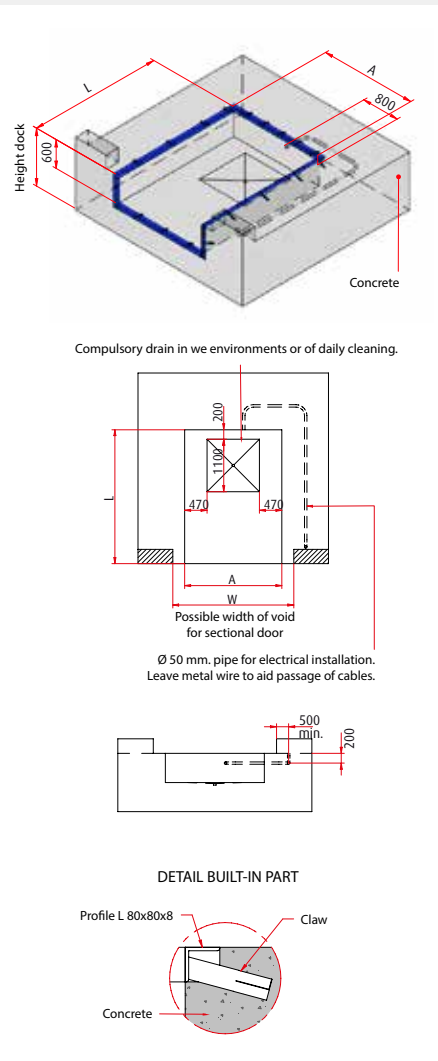 L
A
800
Height dock
600
Concrete
Compulsory drain in we environments or of daily cleaning.
200
1100
L
470
470
A
W
Possible width of void
for sectional door
Ø 50 mm. pipe for electrical installation.
Leave metal wire to aid passage of cables.
500
min.
200
DETAIL BUILT-IN PART
Profile L 80x80x8
Claw
Concrete